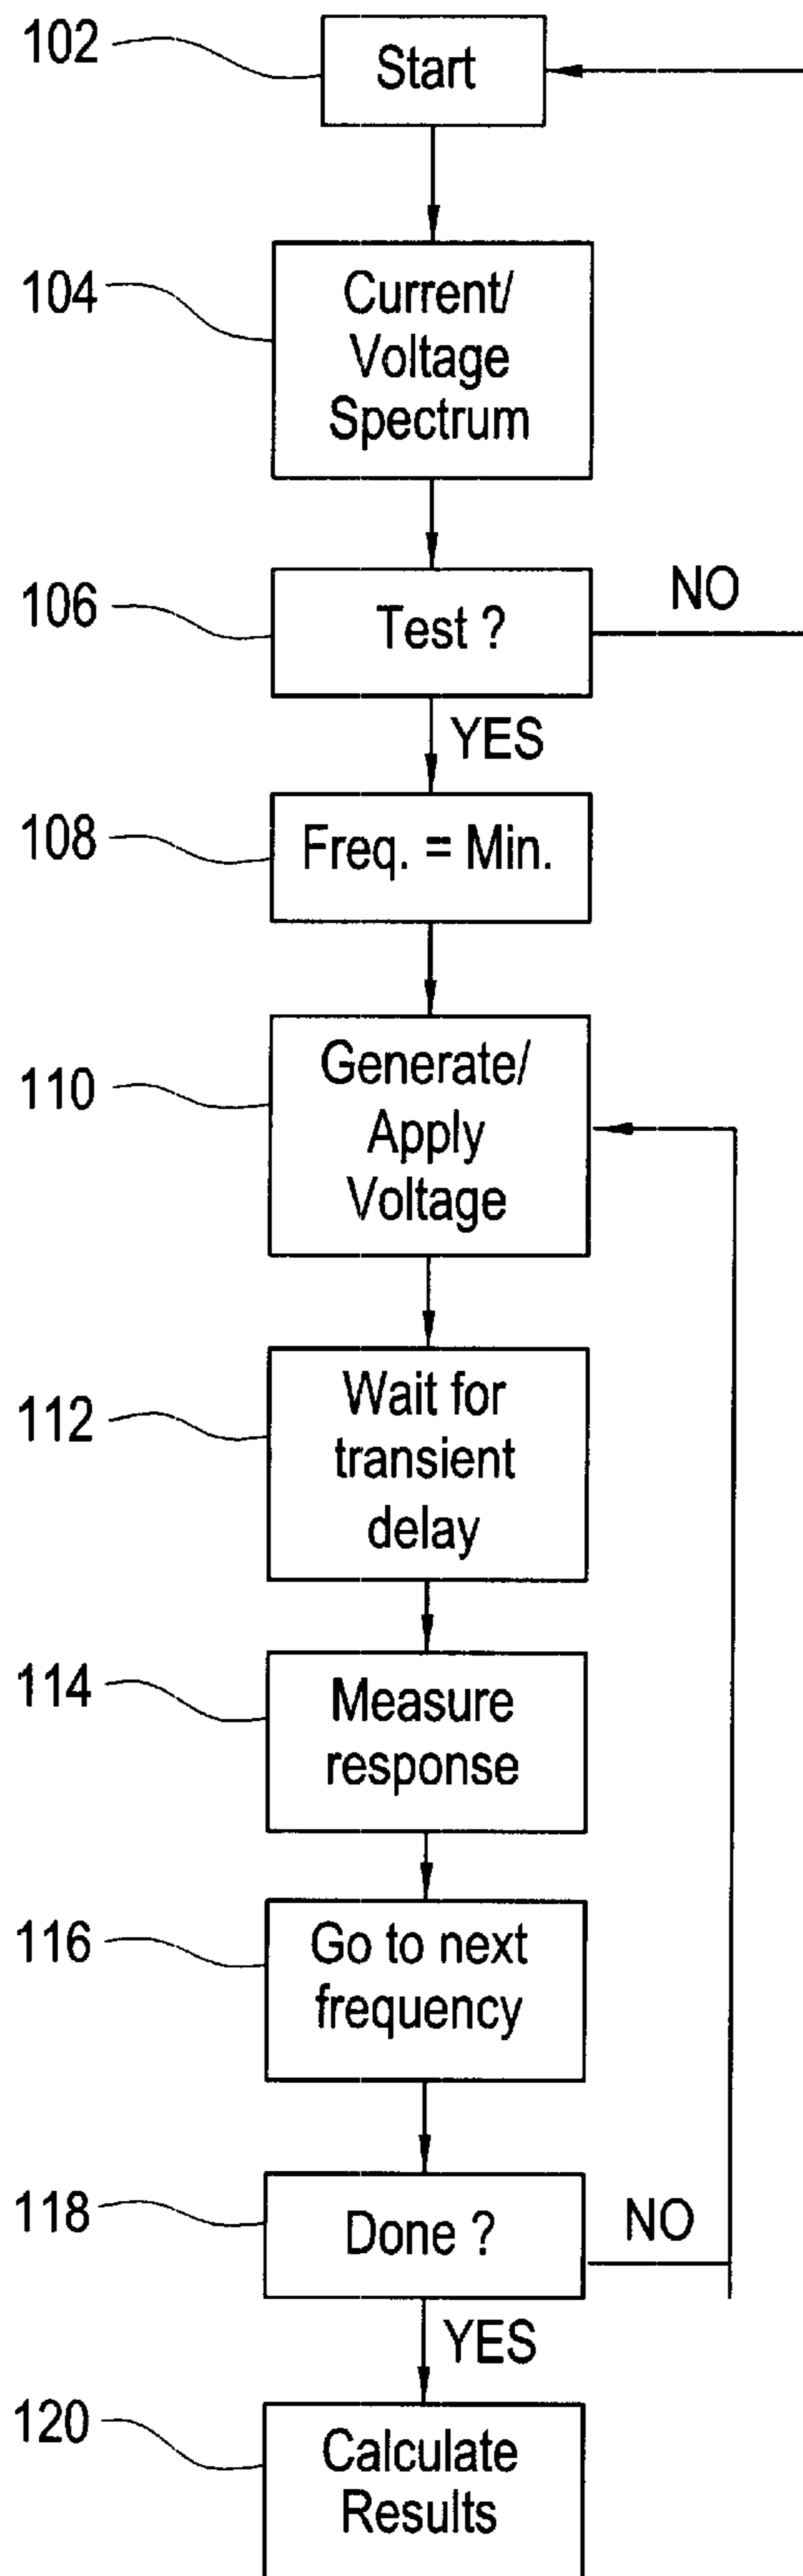 102
Start
104
Current/
Voltage
Spectrum
106
Test ?
NO
YES
108
Freq. = Min.
110
Generate/
Apply
Voltage
112
Wait for
transient
delay
114
Measure
response
116
Go to next
frequency
118
Done ?
NO
YES
120
Calculate
Results